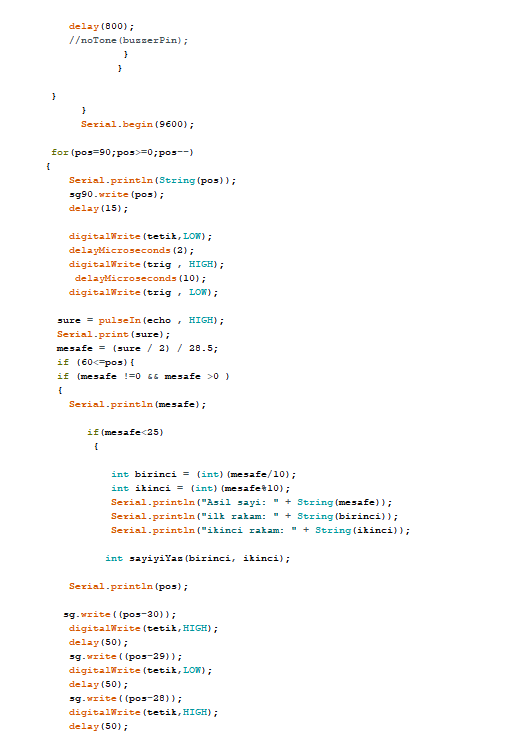 delay(800);
//noTone(buzzerPin);
}
}
}
}
Serial.begin(9600);
for(pos=90;pos>=0;pos--)
{
Serial.println(String(pos));
sg90.write(pos);
delay(15);
digitalWrite(tetik,LOW);
delayMicroseconds(2);
digitalWrite(trig , HIGH);
delayMicroseconds(10);
digitalWrite(trig , LOW);
sure = pulseIn(echo , HIGH);
Serial.print(sure);
mesafe = (sure / 2) / 28.5;
if (60<=pos){
if (mesafe !=0 && mesafe >0 )
{
Serial.println(mesafe);
if(mesafe<25)
{
int birinci = (int)(mesafe/10);
int ikinci = (int)(mesafe%10);
Serial.println("Asil sayi: " + String(mesafe));
Serial.println("ilk rakam: " + String(birinci));
Serial.println("ikinci rakam: " + String(ikinci));
int sayiyiYaz(birinci, ikinci);
Serial.println(pos);
sg.write((pos-30));
digitalWrite(tetik,HIGH);
delay(50);
sg.write((pos-29));
digitalWrite(tetik,LOW);
delay(50);
sg.write((pos-28));
digitalWrite(tetik,HIGH);
delay(50);